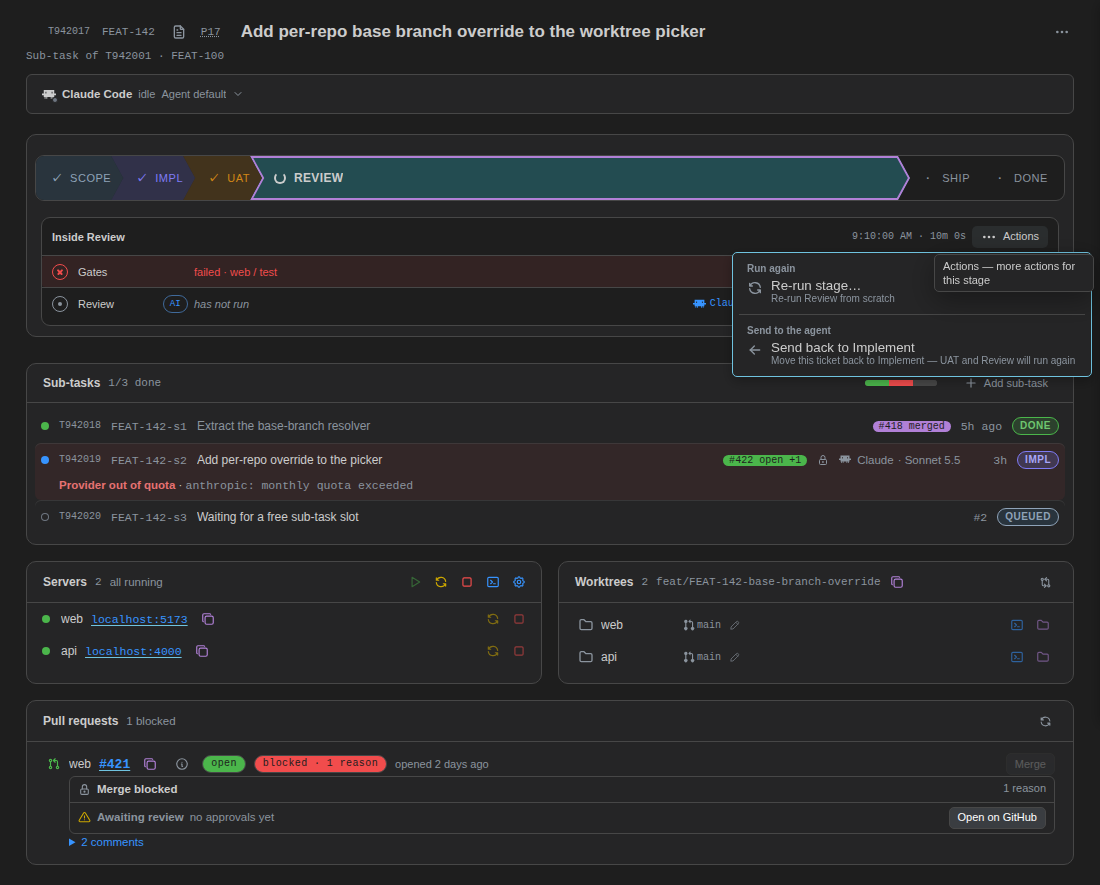 T942017 FEAT-142 P17 Add per-repo base branch override to the worktree picker
Sub-task of T942001 · FEAT-100
Claude Code idle Agent default
SCOPE IMPL UAT REVIEW SHIP DONE
Inside Review 9:10:00 AM · 10m 0s Actions
Gates failed · web / test
Review AI has not run Clau
Run again
Re-run stage…
Re-run Review from scratch
Actions — more actions for
this stage
Send to the agent
Send back to Implement
Move this ticket back to Implement — UAT and Review will run again
Sub-tasks 1/3 done Add sub-task
T942018 FEAT-142-s1 Extract the base-branch resolver #418 merged 5h ago DONE
T942019 FEAT-142-s2 Add per-repo override to the picker #422 open +1 Claude · Sonnet 5.5 3h IMPL
Provider out of quota · anthropic: monthly quota exceeded
T942020 FEAT-142-s3 Waiting for a free sub-task slot #2 QUEUED
Servers 2 all running
web localhost:5173
api localhost:4000
Worktrees 2 feat/FEAT-142-base-branch-override
web main
api main
Pull requests 1 blocked
web #421 open blocked · 1 reason opened 2 days ago Merge
Merge blocked 1 reason
Awaiting review no approvals yet Open on GitHub
2 comments